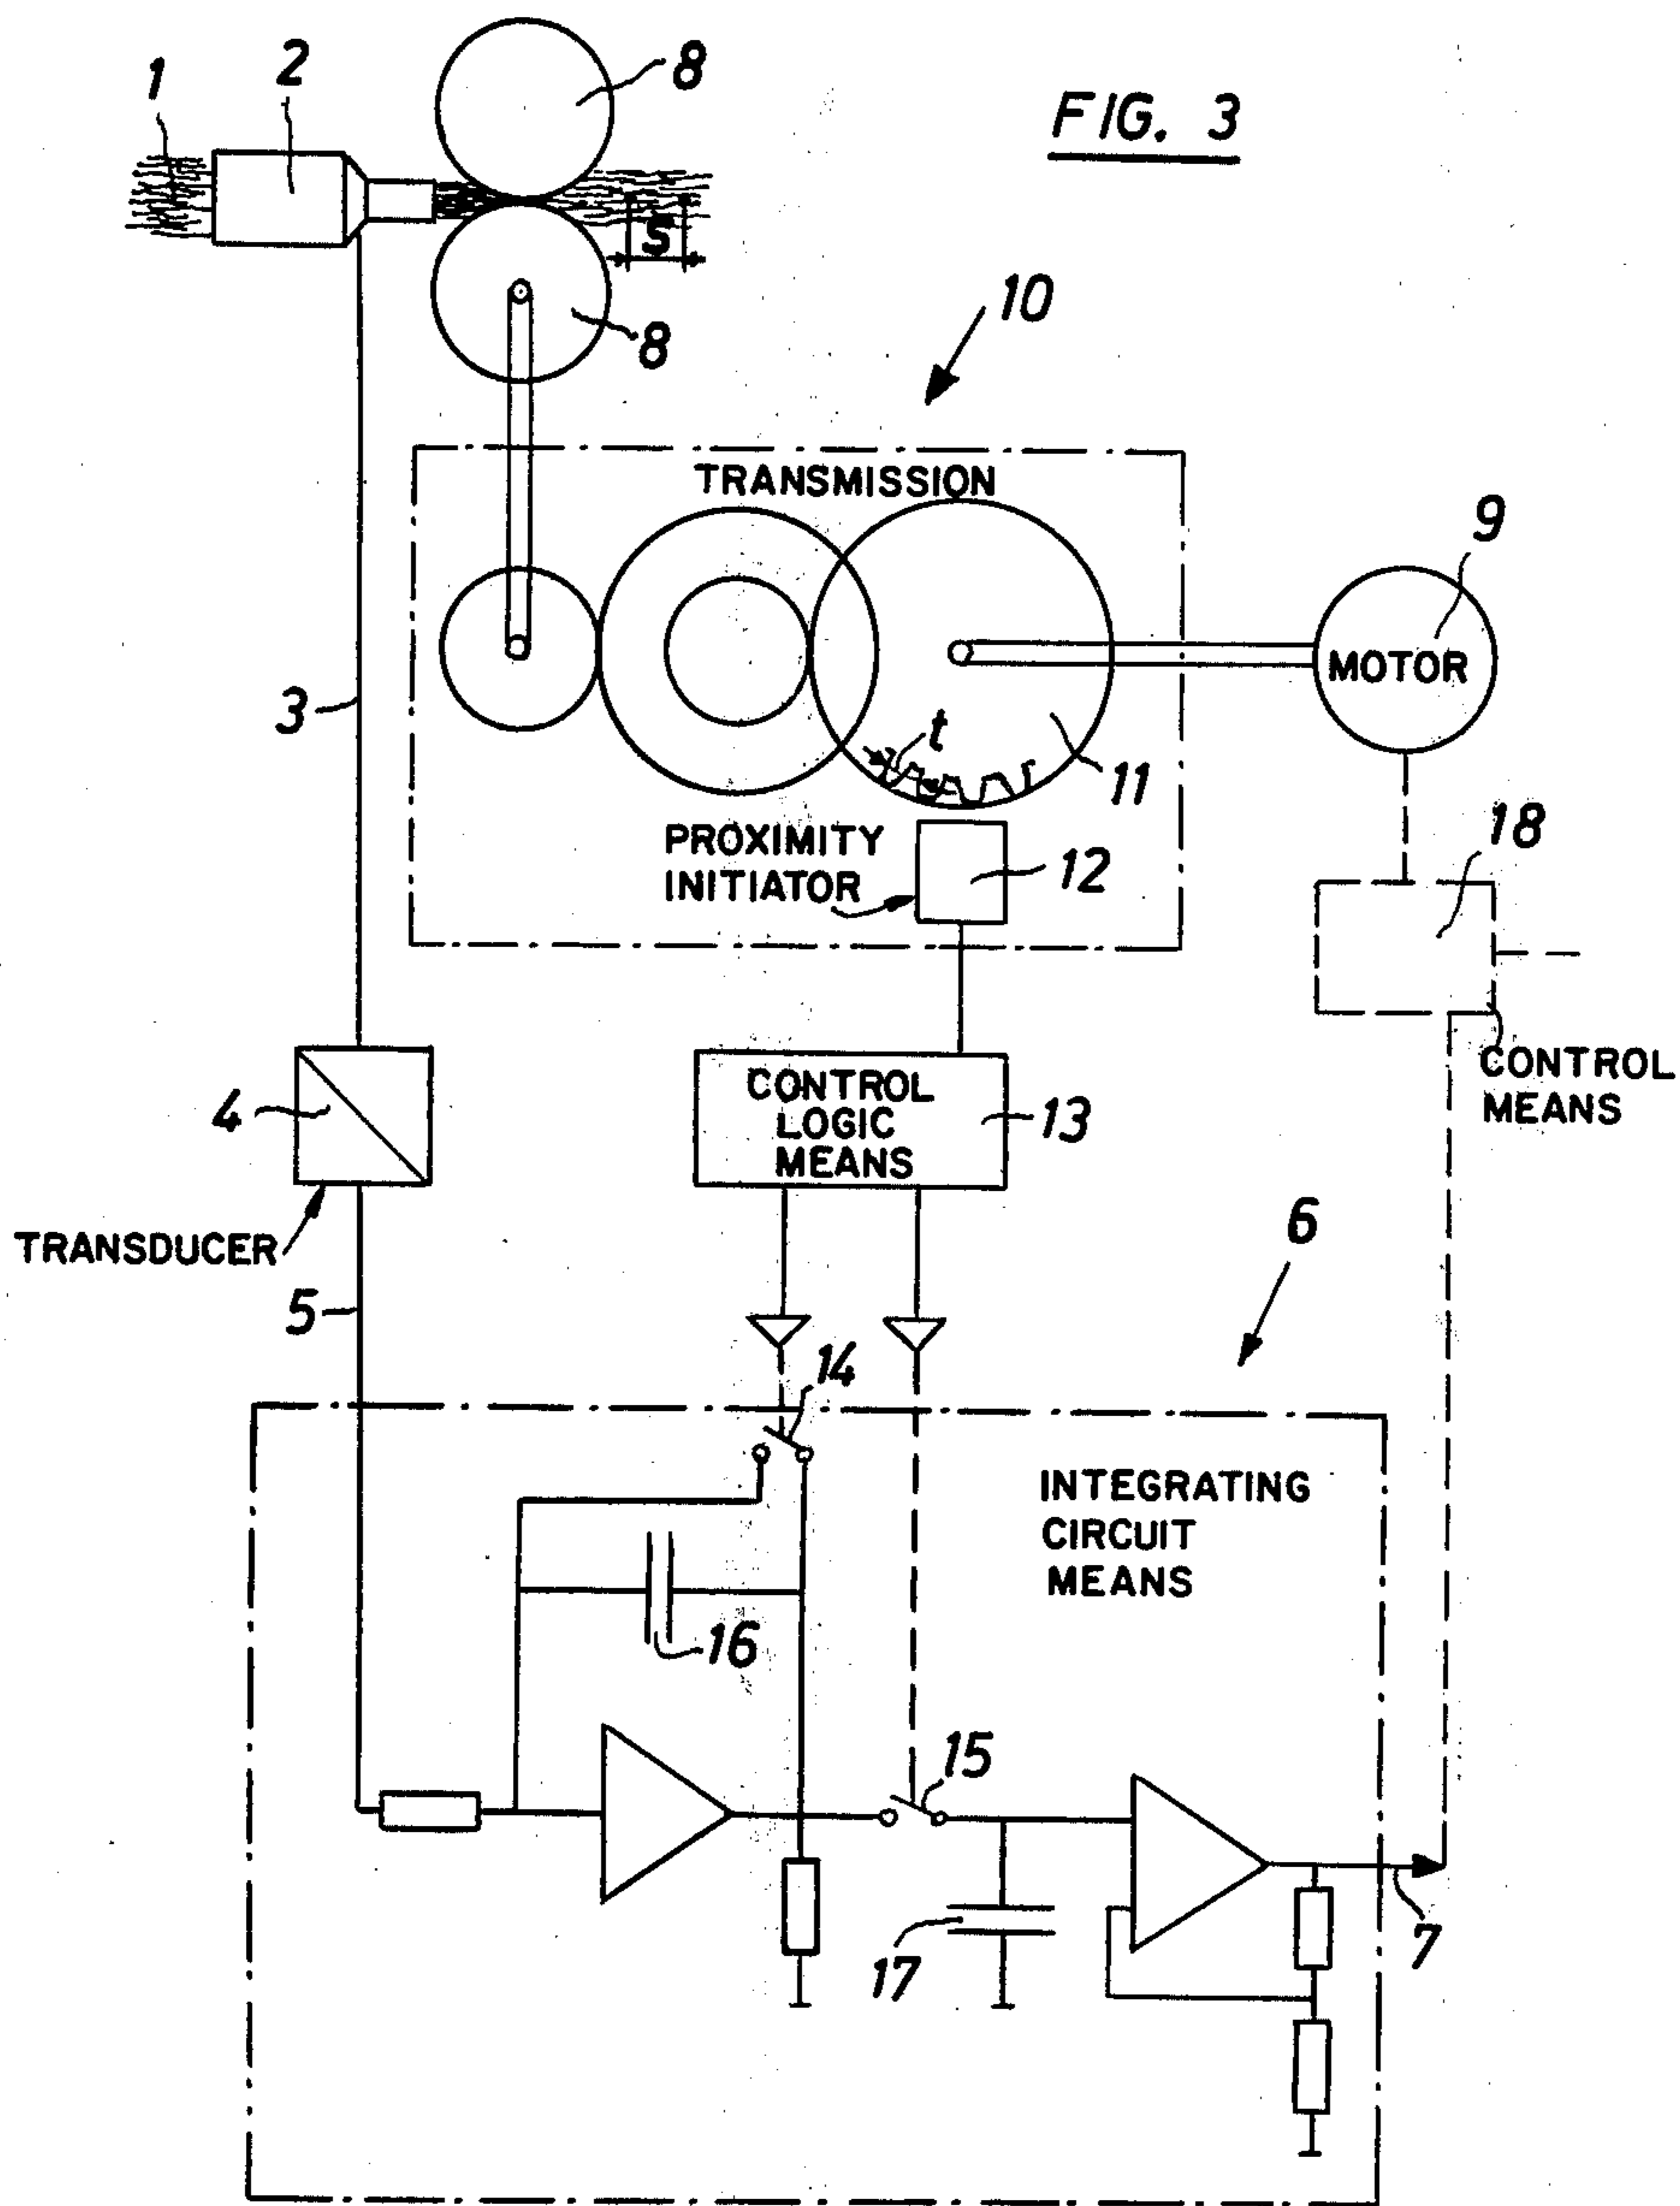 1
2
8
FIG. 3
S
8
10
TRANSMISSION
9
MOTOR
3
t
11
PROXIMITY
INITIATOR
12
18
CONTROL
MEANS
4
CONTROL
LOGIC
MEANS
13
TRANSDUCER
6
5
14
INTEGRATING
CIRCUIT
MEANS
16
15
17
7